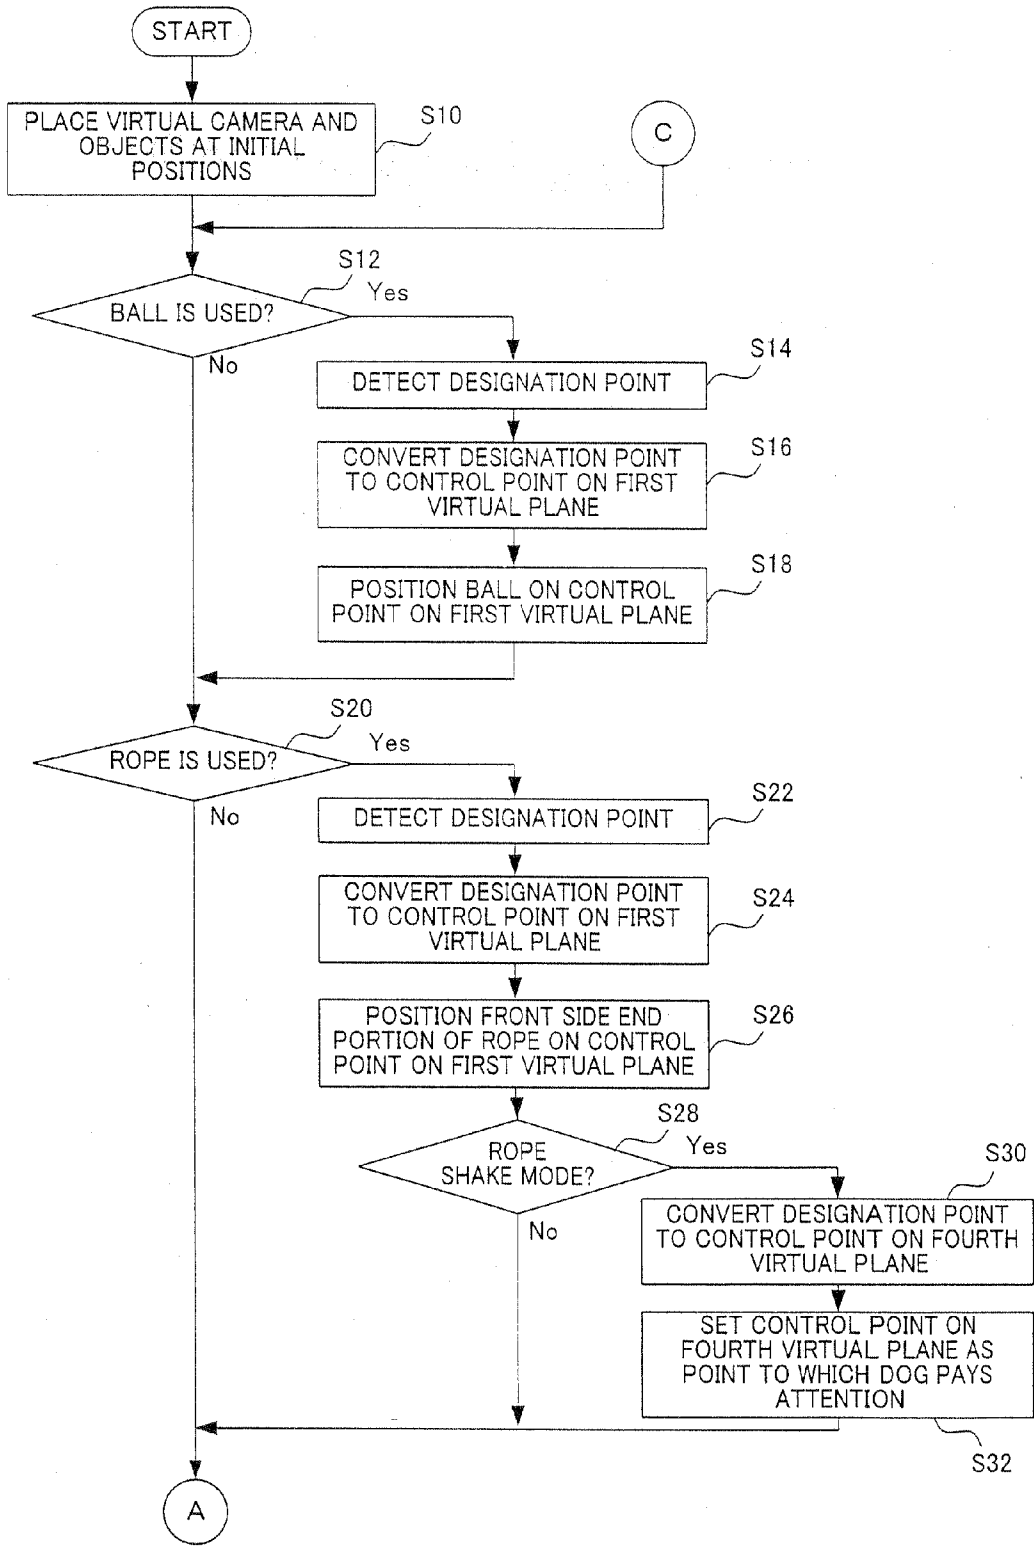 START
PLACE VIRTUAL CAMERA AND
OBJECTS AT INITIAL
POSITIONS
S10
C
S12
BALL IS USED?
Yes
No
S14
DETECT DESIGNATION POINT
S16
CONVERT DESIGNATION POINT
TO CONTROL POINT ON FIRST
VIRTUAL PLANE
S18
POSITION BALL ON CONTROL
POINT ON FIRST VIRTUAL PLANE
S20
ROPE IS USED?
Yes
No
S22
DETECT DESIGNATION POINT
S24
CONVERT DESIGNATION POINT
TO CONTROL POINT ON FIRST
VIRTUAL PLANE
S26
POSITION FRONT SIDE END
PORTION OF ROPE ON CONTROL
POINT ON FIRST VIRTUAL PLANE
S28
ROPE
SHAKE MODE?
Yes
No
S30
CONVERT DESIGNATION POINT
TO CONTROL POINT ON FOURTH
VIRTUAL PLANE
SET CONTROL POINT ON
FOURTH VIRTUAL PLANE AS
POINT TO WHICH DOG PAYS
ATTENTION
S32
A